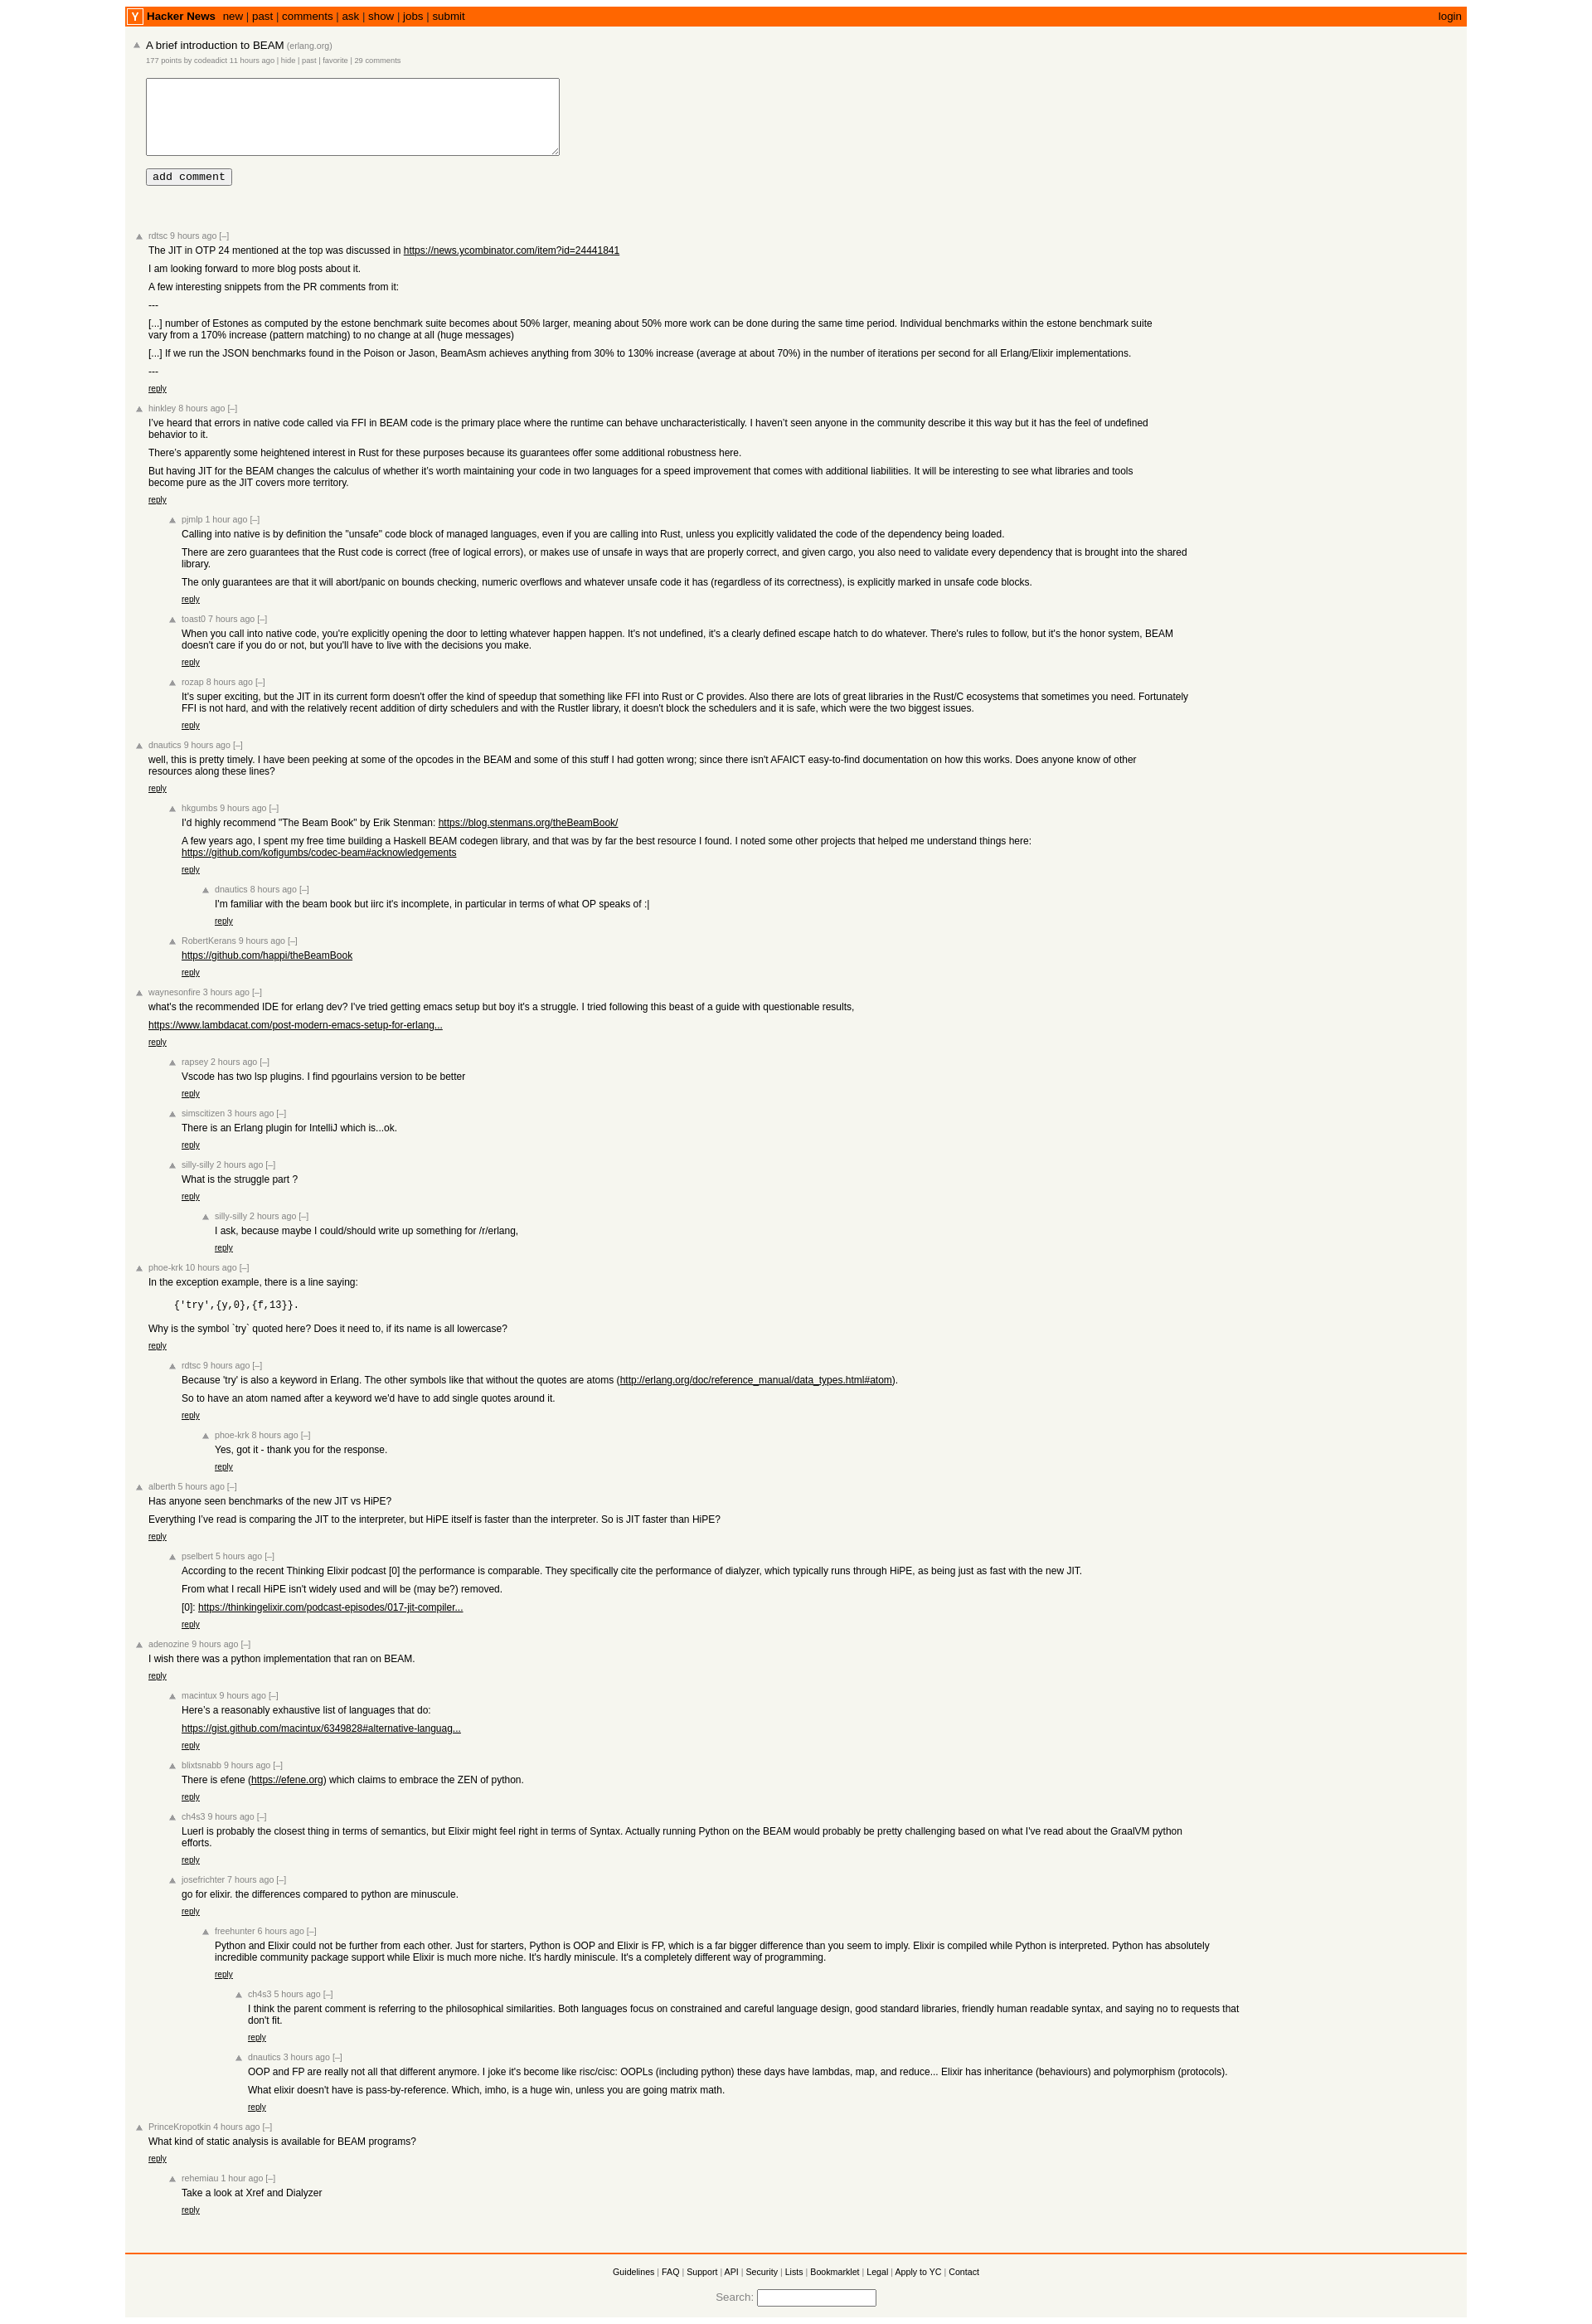 Y Hacker News new | past | comments | ask | show | jobs | submit login
A brief introduction to BEAM (erlang.org)
177 points by codeadict 11 hours ago | hide | past | favorite | 29 comments
add comment
rdtsc 9 hours ago [–]
The JIT in OTP 24 mentioned at the top was discussed in https://news.ycombinator.com/item?id=24441841
I am looking forward to more blog posts about it.
A few interesting snippets from the PR comments from it:
---
[...] number of Estones as computed by the estone benchmark suite becomes about 50% larger, meaning about 50% more work can be done during the same time period. Individual benchmarks within the estone benchmark suite
vary from a 170% increase (pattern matching) to no change at all (huge messages)
[...] If we run the JSON benchmarks found in the Poison or Jason, BeamAsm achieves anything from 30% to 130% increase (average at about 70%) in the number of iterations per second for all Erlang/Elixir implementations.
---
reply
hinkley 8 hours ago [–]
I've heard that errors in native code called via FFI in BEAM code is the primary place where the runtime can behave uncharacteristically. I haven't seen anyone in the community describe it this way but it has the feel of undefined
behavior to it.
There's apparently some heightened interest in Rust for these purposes because its guarantees offer some additional robustness here.
But having JIT for the BEAM changes the calculus of whether it's worth maintaining your code in two languages for a speed improvement that comes with additional liabilities. It will be interesting to see what libraries and tools
become pure as the JIT covers more territory.
reply
pjmlp 1 hour ago [–]
Calling into native is by definition the "unsafe" code block of managed languages, even if you are calling into Rust, unless you explicitly validated the code of the dependency being loaded.
There are zero guarantees that the Rust code is correct (free of logical errors), or makes use of unsafe in ways that are properly correct, and given cargo, you also need to validate every dependency that is brought into the shared
library.
The only guarantees are that it will abort/panic on bounds checking, numeric overflows and whatever unsafe code it has (regardless of its correctness), is explicitly marked in unsafe code blocks.
reply
toast0 7 hours ago [–]
When you call into native code, you're explicitly opening the door to letting whatever happen happen. It's not undefined, it's a clearly defined escape hatch to do whatever. There's rules to follow, but it's the honor system, BEAM
doesn't care if you do or not, but you'll have to live with the decisions you make.
reply
rozap 8 hours ago [–]
It's super exciting, but the JIT in its current form doesn't offer the kind of speedup that something like FFI into Rust or C provides. Also there are lots of great libraries in the Rust/C ecosystems that sometimes you need. Fortunately
FFI is not hard, and with the relatively recent addition of dirty schedulers and with the Rustler library, it doesn't block the schedulers and it is safe, which were the two biggest issues.
reply
dnautics 9 hours ago [–]
well, this is pretty timely. I have been peeking at some of the opcodes in the BEAM and some of this stuff I had gotten wrong; since there isn't AFAICT easy-to-find documentation on how this works. Does anyone know of other
resources along these lines?
reply
hkgumbs 9 hours ago [–]
I'd highly recommend "The Beam Book" by Erik Stenman: https://blog.stenmans.org/theBeamBook/
A few years ago, I spent my free time building a Haskell BEAM codegen library, and that was by far the best resource I found. I noted some other projects that helped me understand things here:
https://github.com/kofigumbs/codec-beam#acknowledgements
reply
dnautics 8 hours ago [–]
I'm familiar with the beam book but iirc it's incomplete, in particular in terms of what OP speaks of :|
reply
RobertKerans 9 hours ago [–]
https://github.com/happi/theBeamBook
reply
waynesonfire 3 hours ago [–]
what's the recommended IDE for erlang dev? I've tried getting emacs setup but boy it's a struggle. I tried following this beast of a guide with questionable results,
https://www.lambdacat.com/post-modern-emacs-setup-for-erlang...
reply
rapsey 2 hours ago [–]
Vscode has two lsp plugins. I find pgourlains version to be better
reply
simscitizen 3 hours ago [–]
There is an Erlang plugin for IntelliJ which is...ok.
reply
silly-silly 2 hours ago [–]
What is the struggle part ?
reply
silly-silly 2 hours ago [–]
I ask, because maybe I could/should write up something for /r/erlang,
reply
phoe-krk 10 hours ago [–]
In the exception example, there is a line saying:
{'try',{y,0},{f,13}}.
Why is the symbol `try` quoted here? Does it need to, if its name is all lowercase?
reply
rdtsc 9 hours ago [–]
Because 'try' is also a keyword in Erlang. The other symbols like that without the quotes are atoms (http://erlang.org/doc/reference_manual/data_types.html#atom).
So to have an atom named after a keyword we'd have to add single quotes around it.
reply
phoe-krk 8 hours ago [–]
Yes, got it - thank you for the response.
reply
alberth 5 hours ago [–]
Has anyone seen benchmarks of the new JIT vs HiPE?
Everything I've read is comparing the JIT to the interpreter, but HiPE itself is faster than the interpreter. So is JIT faster than HiPE?
reply
pselbert 5 hours ago [–]
According to the recent Thinking Elixir podcast [0] the performance is comparable. They specifically cite the performance of dialyzer, which typically runs through HiPE, as being just as fast with the new JIT.
From what I recall HiPE isn't widely used and will be (may be?) removed.
[0]: https://thinkingelixir.com/podcast-episodes/017-jit-compiler...
reply
adenozine 9 hours ago [–]
I wish there was a python implementation that ran on BEAM.
reply
macintux 9 hours ago [–]
Here's a reasonably exhaustive list of languages that do:
https://gist.github.com/macintux/6349828#alternative-languag...
reply
blixtsnabb 9 hours ago [–]
There is efene (https://efene.org) which claims to embrace the ZEN of python.
reply
ch4s3 9 hours ago [–]
Luerl is probably the closest thing in terms of semantics, but Elixir might feel right in terms of Syntax. Actually running Python on the BEAM would probably be pretty challenging based on what I've read about the GraalVM python
efforts.
reply
josefrichter 7 hours ago [–]
go for elixir. the differences compared to python are minuscule.
reply
freehunter 6 hours ago [–]
Python and Elixir could not be further from each other. Just for starters, Python is OOP and Elixir is FP, which is a far bigger difference than you seem to imply. Elixir is compiled while Python is interpreted. Python has absolutely
incredible community package support while Elixir is much more niche. It's hardly miniscule. It's a completely different way of programming.
reply
ch4s3 5 hours ago [–]
I think the parent comment is referring to the philosophical similarities. Both languages focus on constrained and careful language design, good standard libraries, friendly human readable syntax, and saying no to requests that
don't fit.
reply
dnautics 3 hours ago [–]
OOP and FP are really not all that different anymore. I joke it's become like risc/cisc: OOPLs (including python) these days have lambdas, map, and reduce... Elixir has inheritance (behaviours) and polymorphism (protocols).
What elixir doesn't have is pass-by-reference. Which, imho, is a huge win, unless you are going matrix math.
reply
PrinceKropotkin 4 hours ago [–]
What kind of static analysis is available for BEAM programs?
reply
rehemiau 1 hour ago [–]
Take a look at Xref and Dialyzer
reply
Guidelines | FAQ | Support | API | Security | Lists | Bookmarklet | Legal | Apply to YC | Contact
Search: